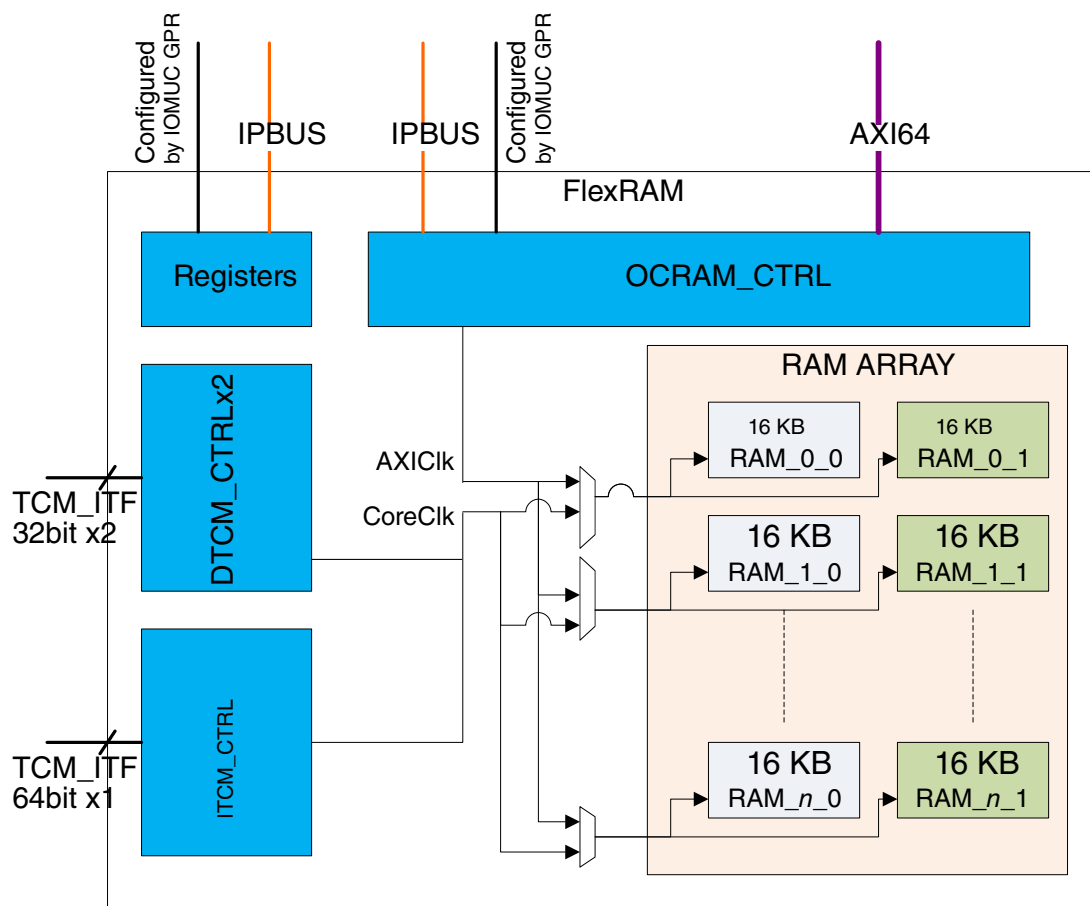 Configured
by IOMUC GPR
IPBUS
IPBUS
Configured
by IOMUC GPR
AXI64
FlexRAM
Registers
OCRAM_CTRL
DTCM_CTRLx2
RAM ARRAY
16 KB
RAM_0_0
16 KB
RAM_0_1
AXIClk
TCM_ITF
32bit x2
CoreClk
16 KB
RAM_1_0
16 KB
RAM_1_1
ITCM_CTRL
TCM_ITF
64bit x1
16 KB
RAM_n_0
16 KB
RAM_n_1